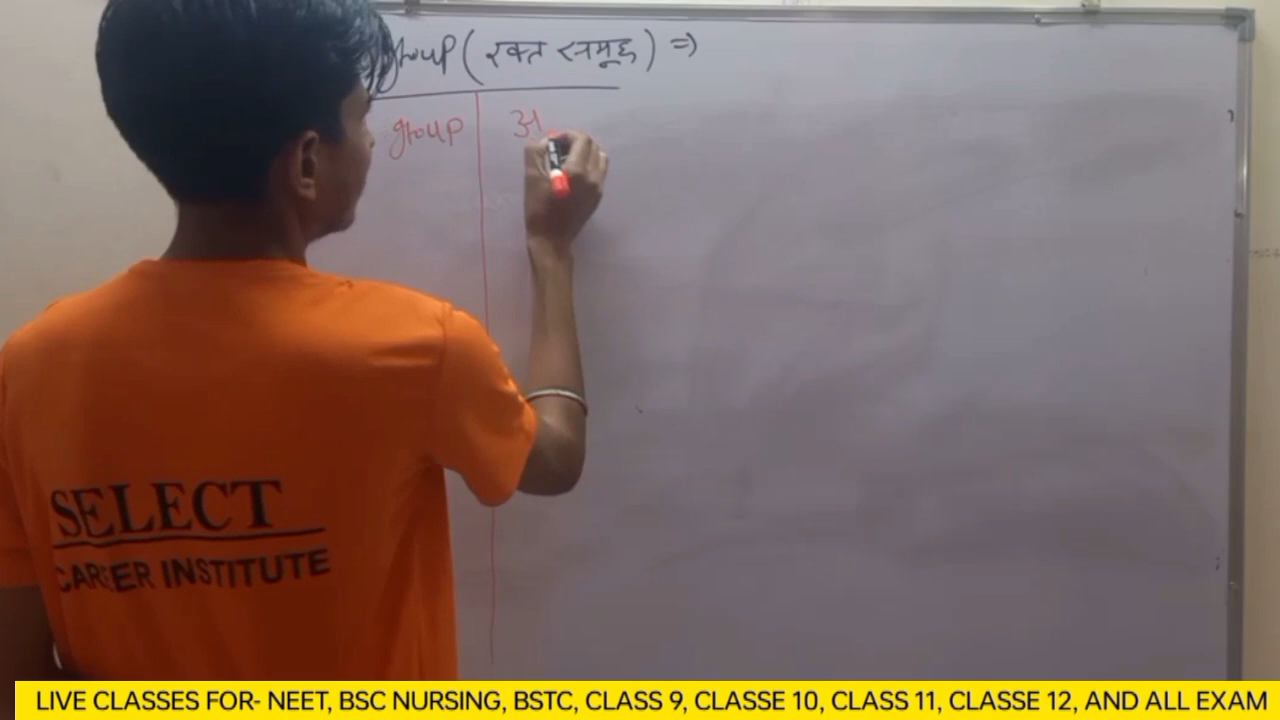 group (रक्त समूह) =>
group
SELECT
CAREER INSTITUTE
LIVE CLASSES FOR- NEET, BSC NURSING, BSTC, CLASS 9, CLASSE 10, CLASS 11, CLASSE 12, AND ALL EXAM